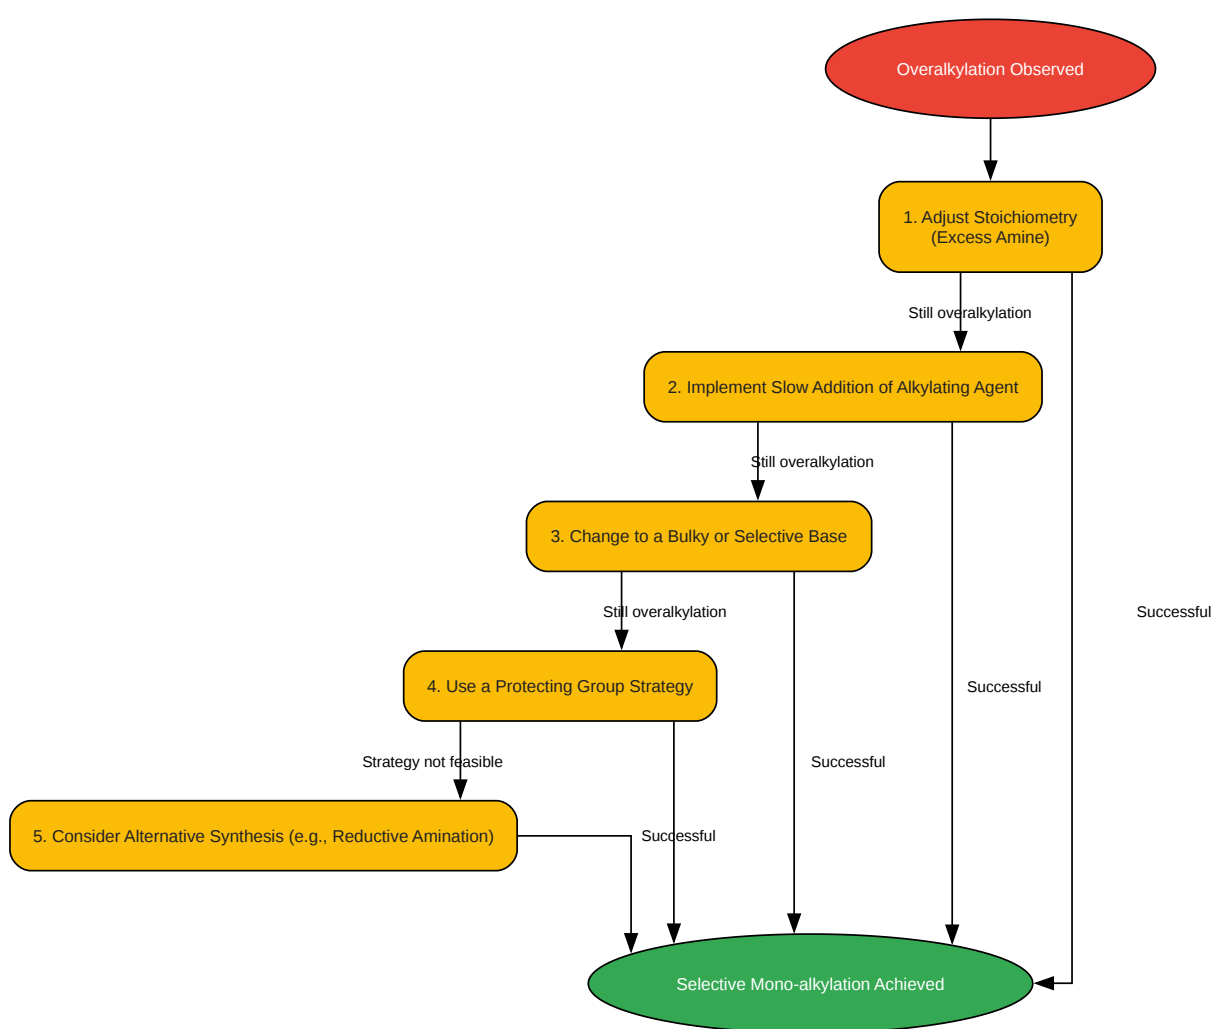 Overalkylation Observed
1. Adjust Stoichiometry
(Excess Amine)
Still overalkylation
2. Implement Slow Addition of Alkylating Agent
Still overalkylation
3. Change to a Bulky or Selective Base
Still overalkylation
Successful
4. Use a Protecting Group Strategy
Successful
Strategy not feasible
Successful
5. Consider Alternative Synthesis (e.g., Reductive Amination)
Successful
Selective Mono-alkylation Achieved